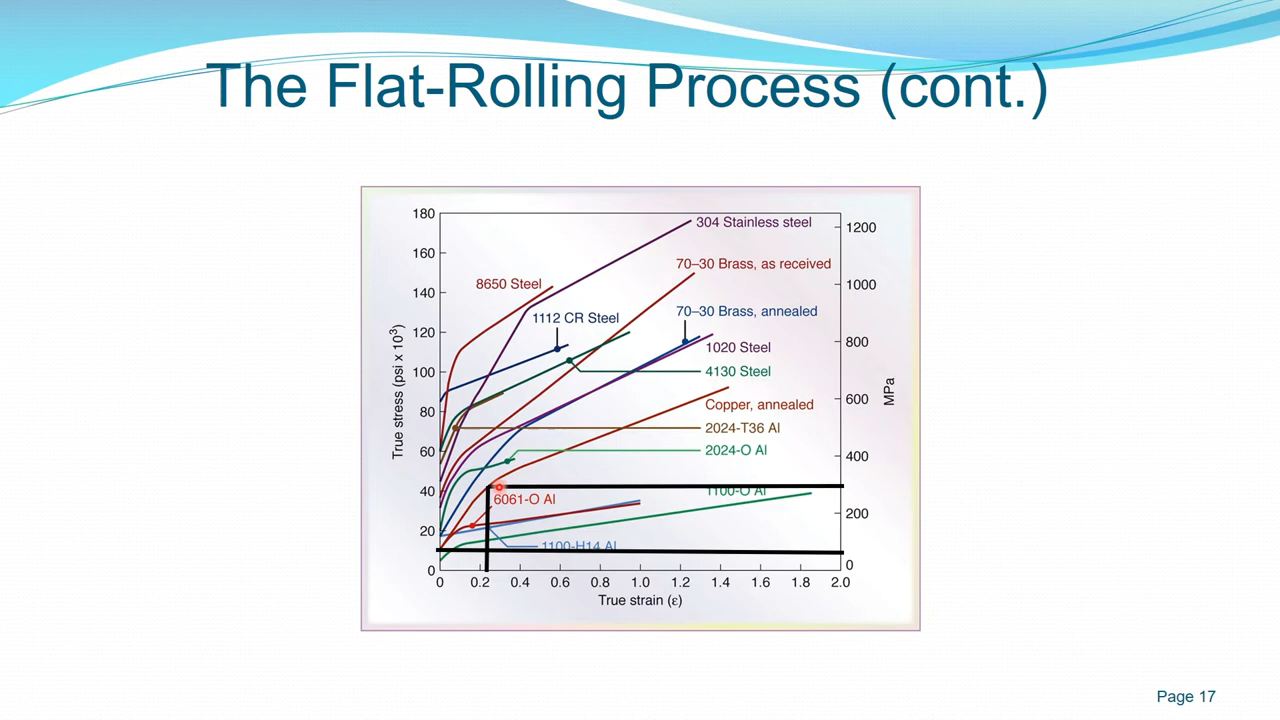 The Flat-Rolling Process (cont.)
180
160
140
120
100
80
60
40
20
0
True stress (psi x 10³)
1200
1000
800
600
400
200
0
MPa
304 Stainless steel
70–30 Brass, as received
8650 Steel
70–30 Brass, annealed
1112 CR Steel
1020 Steel
4130 Steel
Copper, annealed
2024-T36 Al
2024-O Al
1100-O Al
6061-O Al
1100-H14 Al
0 0.2 0.4 0.6 0.8 1.0 1.2 1.4 1.6 1.8 2.0
True strain (ε)
Page 17